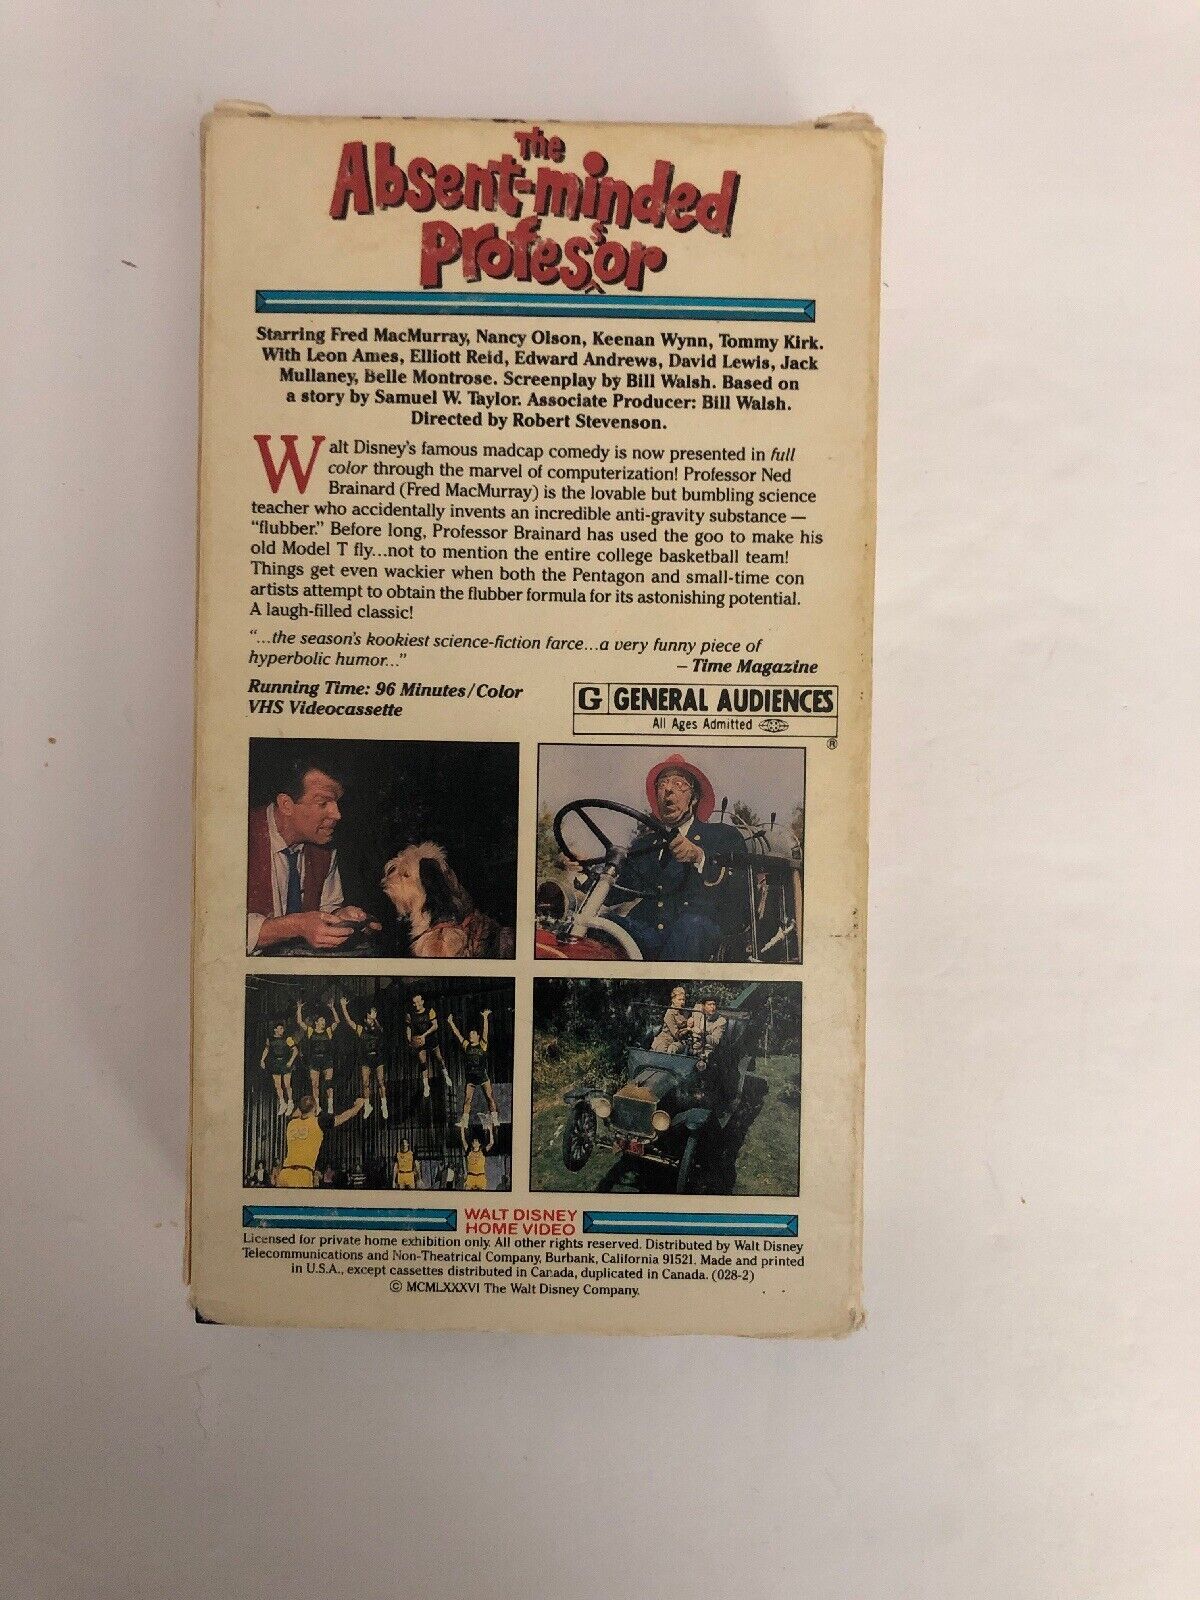 The
Absent-minded
Profesor
s
Starring Fred MacMurray, Nancy Olson, Keenan Wynn, Tommy Kirk.
With Leon Ames, Elliott Reid, Edward Andrews, David Lewis, Jack
Mullaney, Belle Montrose. Screenplay by Bill Walsh. Based on
a story by Samuel W. Taylor. Associate Producer: Bill Walsh.
Directed by Robert Stevenson.
Walt Disney's famous madcap comedy is now presented in full
color through the marvel of computerization! Professor Ned
Brainard (Fred MacMurray) is the lovable but bumbling science
teacher who accidentally invents an incredible anti-gravity substance —
"flubber." Before long, Professor Brainard has used the goo to make his
old Model T fly...not to mention the entire college basketball team!
Things get even wackier when both the Pentagon and small-time con
artists attempt to obtain the flubber formula for its astonishing potential.
A laugh-filled classic!
"...the season's kookiest science-fiction farce...a very funny piece of
hyperbolic humor..."
– Time Magazine
Running Time: 96 Minutes/Color
VHS Videocassette
G GENERAL AUDIENCES
All Ages Admitted
®
WALT DISNEY
HOME VIDEO
Licensed for private home exhibition only. All other rights reserved. Distributed by Walt Disney
Telecommunications and Non-Theatrical Company, Burbank, California 91521. Made and printed
in U.S.A., except cassettes distributed in Canada, duplicated in Canada. (028-2)
© MCMLXXXVI The Walt Disney Company.